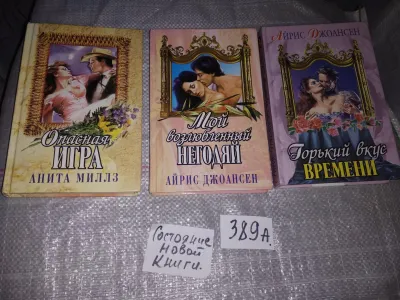 Опасная
ИГРА
АНИТА МИЛЛЗ
Мой
возлюбленный
НЕГОДЯЙ
АЙРИС ДЖОАНСЕН
АЙРИС ДЖОАНСЕН
Горький вкус
ВРЕМЕНИ
Состояние
новой
книги.
389А.